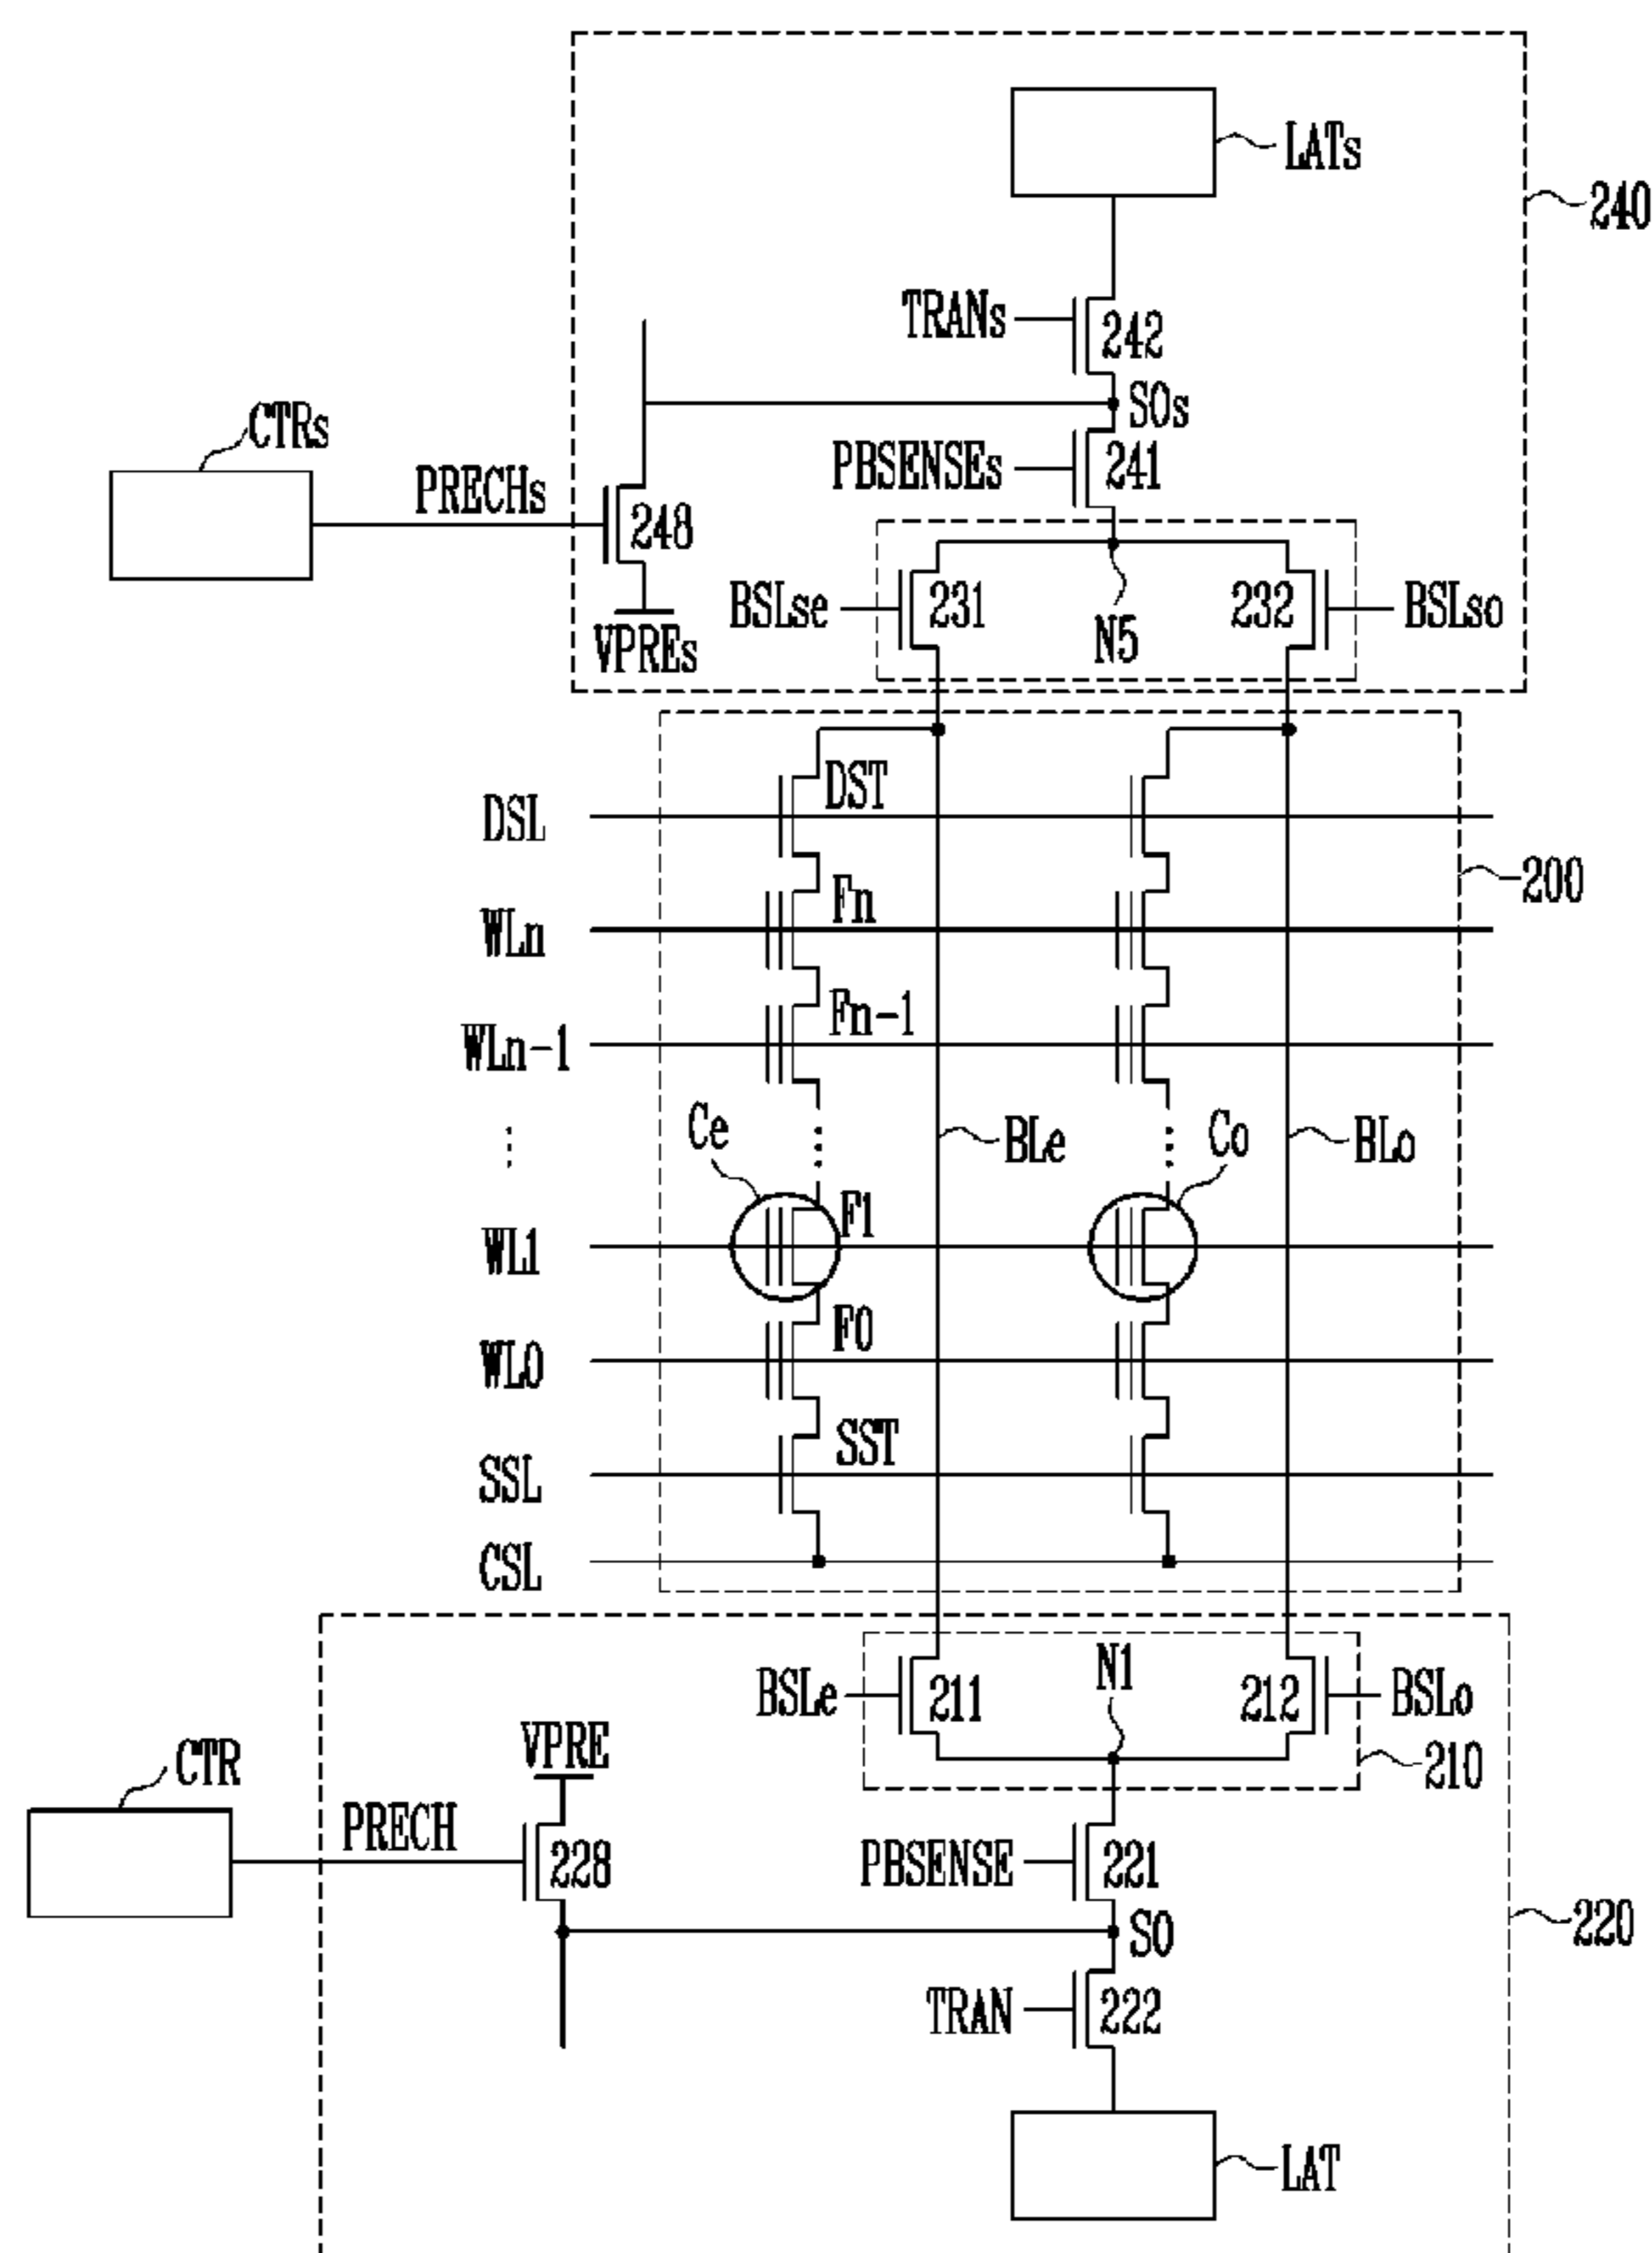 LATs
240
TRANs
242
SOs
CTRs
PBSENSEs
241
PRECHs
248
BSLse
231
232
BSLso
N5
VPREs
DST
DSL
200
Fn
WLn
Fn-1
WLn-1
Ce
BLe
Co
BLo
⋮
F1
WL1
F0
WL0
SST
SSL
CSL
N1
BSLe
211
212
BSLo
VPRE
CTR
210
PRECH
228
PBSENSE
221
220
SO
TRAN
222
LAT